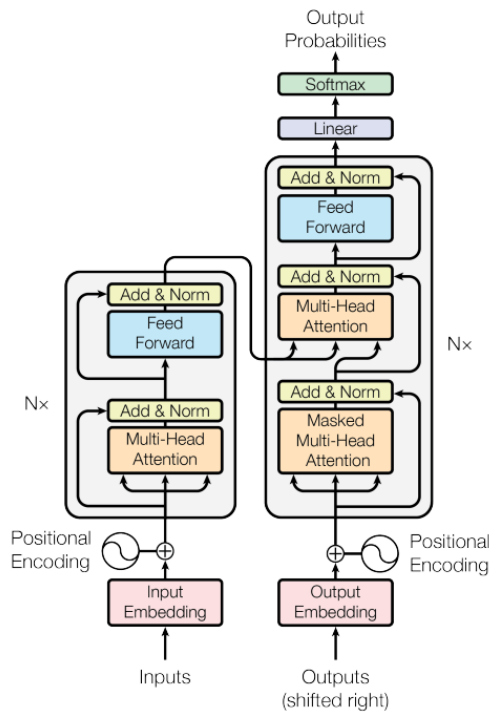 Output
Probabilities
Softmax
Linear
Add & Norm
Feed
Forward
Add & Norm
Multi-Head
Attention
Add & Norm
Masked
Multi-Head
Attention
Nx
Positional
Encoding
Output
Embedding
Outputs
(shifted right)
Add & Norm
Feed
Forward
Add & Norm
Multi-Head
Attention
Nx
Positional
Encoding
Input
Embedding
Inputs